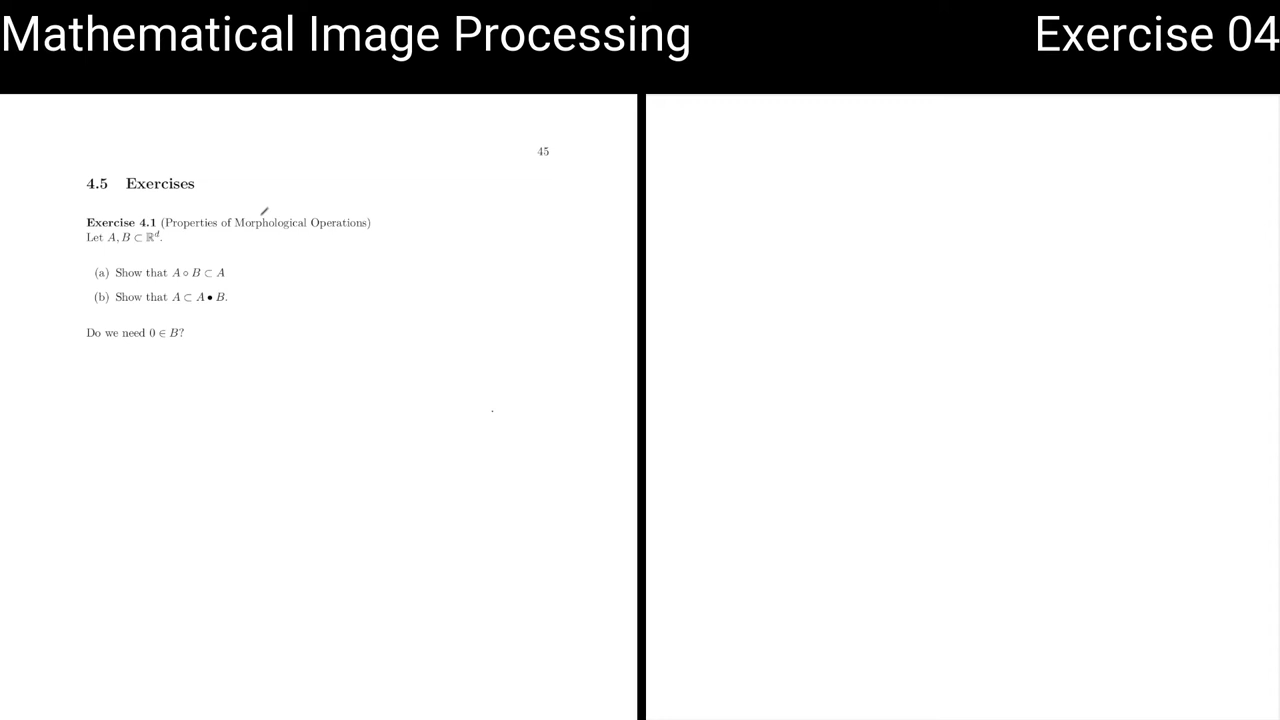 Mathematical Image Processing
Exercise 04
45
4.5 Exercises
Exercise 4.1 (Properties of Morphological Operations)
Let A, B ⊂ ℝᵈ.
(a) Show that A ∘ B ⊂ A
(b) Show that A ⊂ A • B.
Do we need 0 ∈ B?